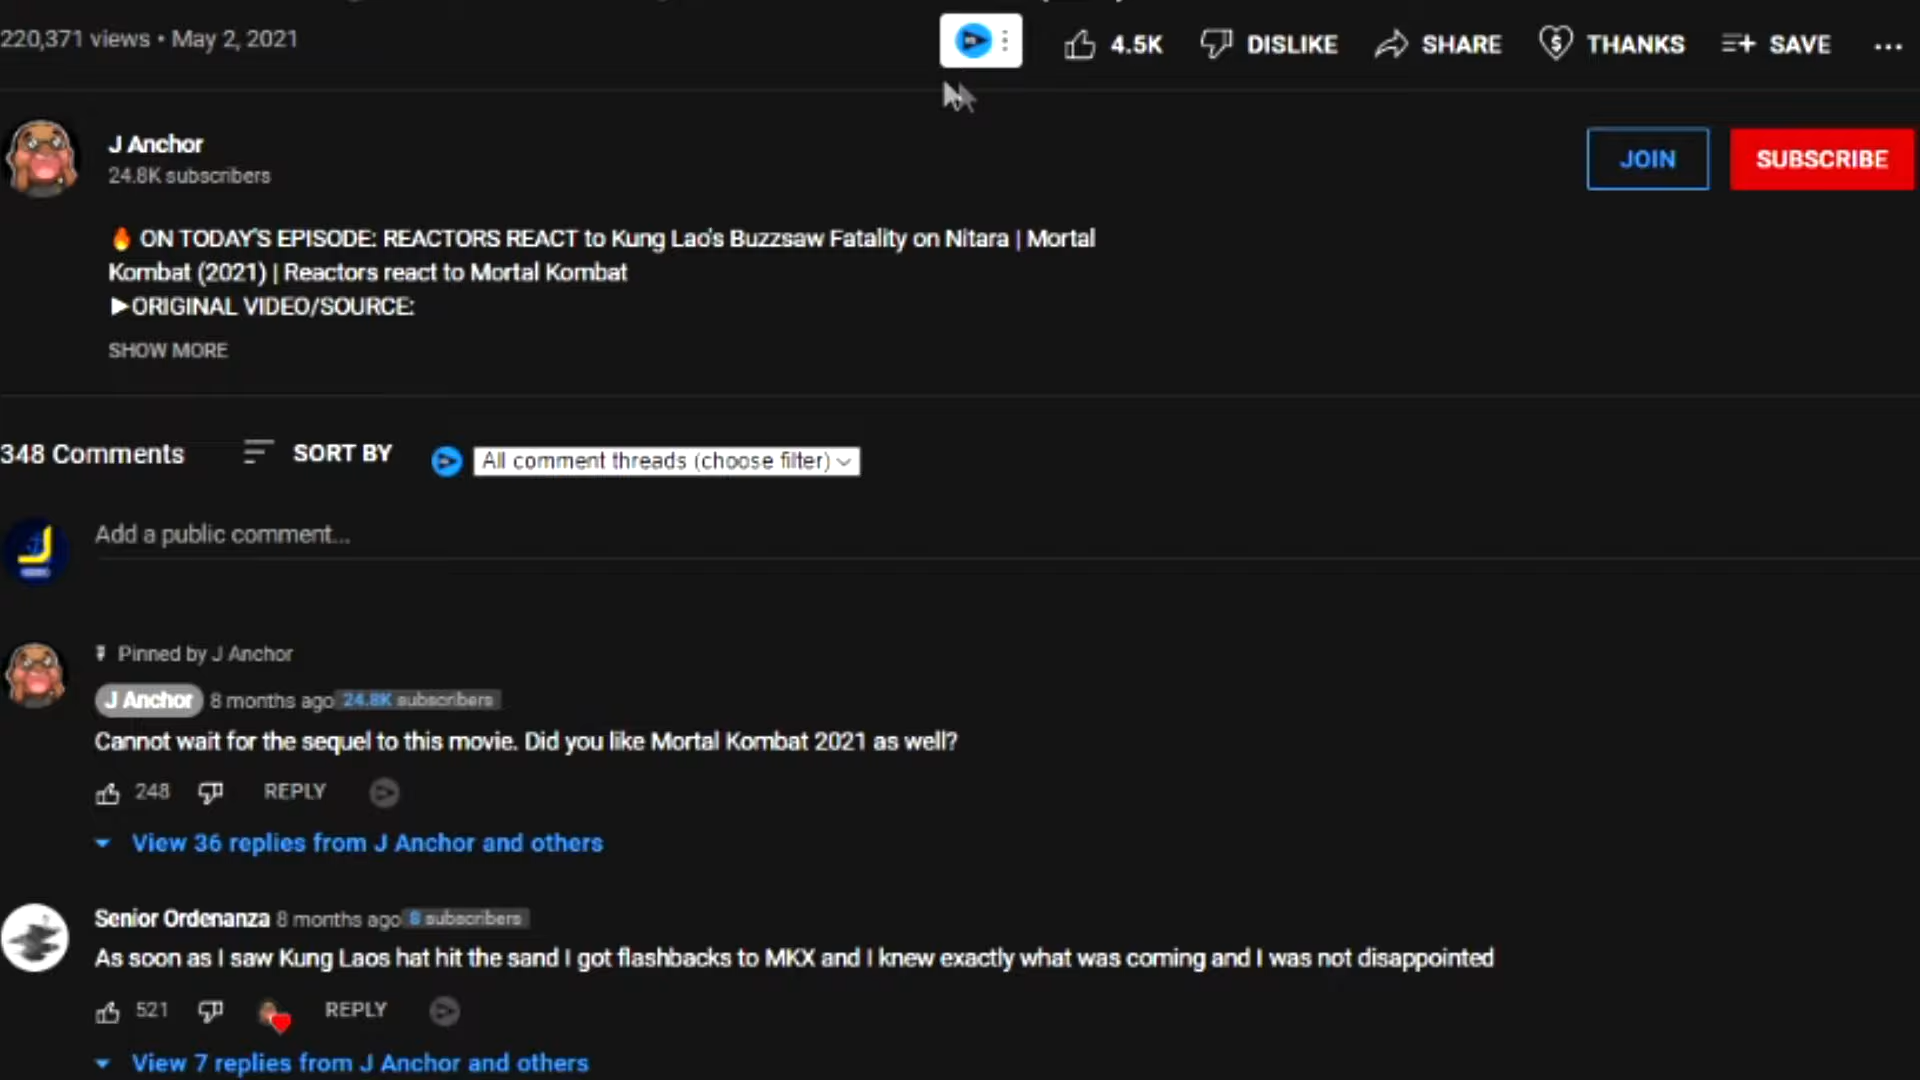 220,371 views • May 2, 2021
4.5K DISLIKE SHARE THANKS SAVE
J Anchor
24.8K subscribers
JOIN SUBSCRIBE
🔥 ON TODAY'S EPISODE: REACTORS REACT to Kung Lao's Buzzsaw Fatality on Nitara | Mortal
Kombat (2021) | Reactors react to Mortal Kombat
►ORIGINAL VIDEO/SOURCE:
SHOW MORE
348 Comments SORT BY All comment threads (choose filter)
Add a public comment...
Pinned by J Anchor
J Anchor 8 months ago 24.8K subscribers
Cannot wait for the sequel to this movie. Did you like Mortal Kombat 2021 as well?
248 REPLY
View 36 replies from J Anchor and others
Senior Ordenanza 8 months ago 8 subscribers
As soon as I saw Kung Laos hat hit the sand I got flashbacks to MKX and I knew exactly what was coming and I was not disappointed
521 REPLY
View 7 replies from J Anchor and others